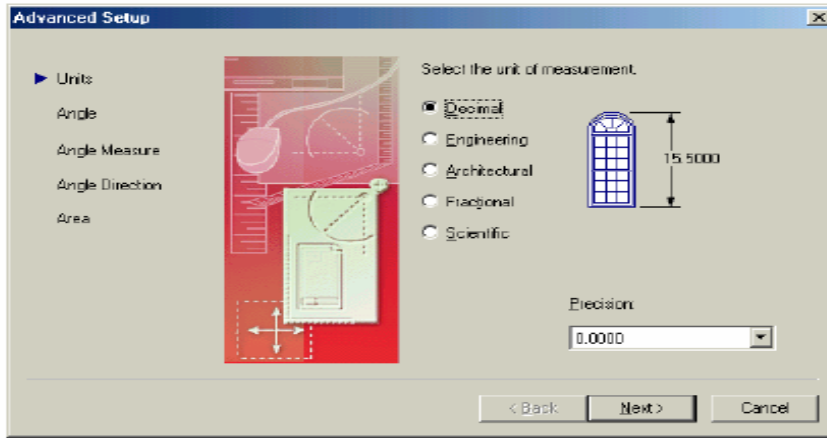 Advanced Setup
Units
Angle
Angle Measure
Angle Direction
Area
Select the unit of measurement.
Decimal
Engineering
Architectural
Fractional
Scientific
15.5000
Precision:
0.0000
< Back
Next >
Cancel